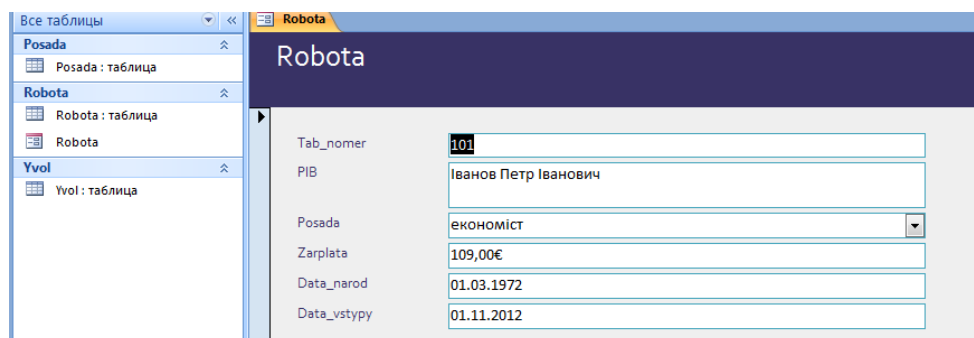 Все таблицы
Posada
Posada : таблица
Robota
Robota : таблица
Robota
Yvol
Yvol : таблица
Robota
Robota
Tab_nomer 101
PIB Іванов Петр Іванович
Posada економіст
Zarplata 109,00€
Data_narod 01.03.1972
Data_vstypy 01.11.2012